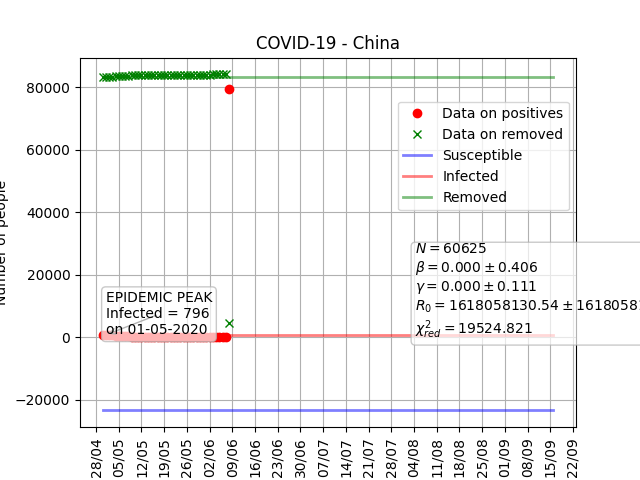 COVID-19 - China
Number of people
80000
60000
40000
20000
0
−20000
Data on positives
Data on removed
Susceptible
Infected
Removed
N = 60625
β = 0.000 ± 0.406
γ = 0.000 ± 0.111
R₀ = 1618058130.54 ± 1618058
χ²red = 19524.821
EPIDEMIC PEAK
Infected = 796
on 01-05-2020
28/04
05/05
12/05
19/05
26/05
02/06
09/06
16/06
23/06
30/06
07/07
14/07
21/07
28/07
04/08
11/08
18/08
25/08
01/09
08/09
15/09
22/09